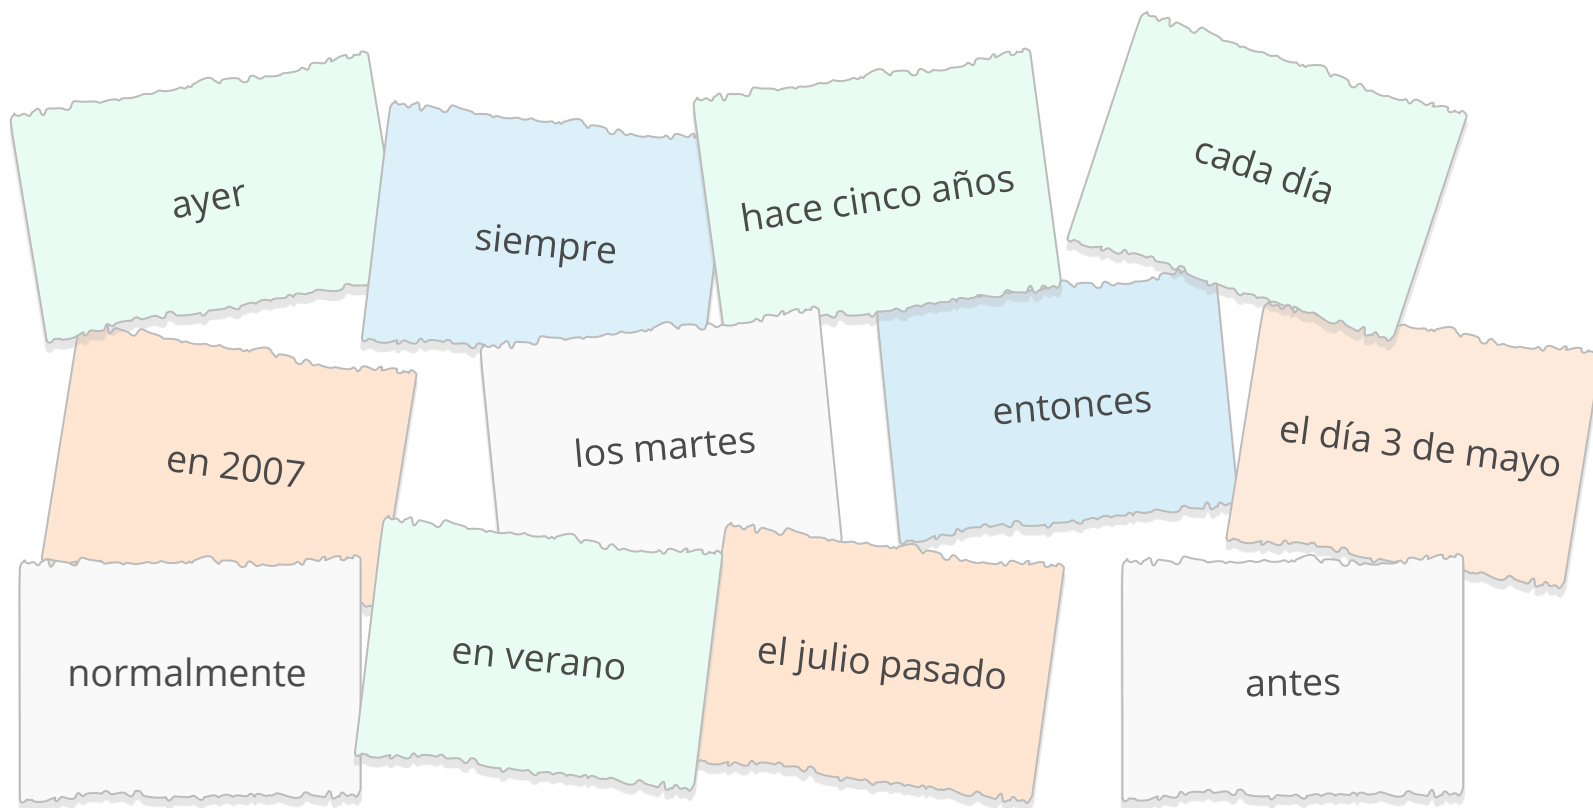 ayer
siempre
hace cinco años
cada día
en 2007
los martes
entonces
el día 3 de mayo
normalmente
en verano
el julio pasado
antes